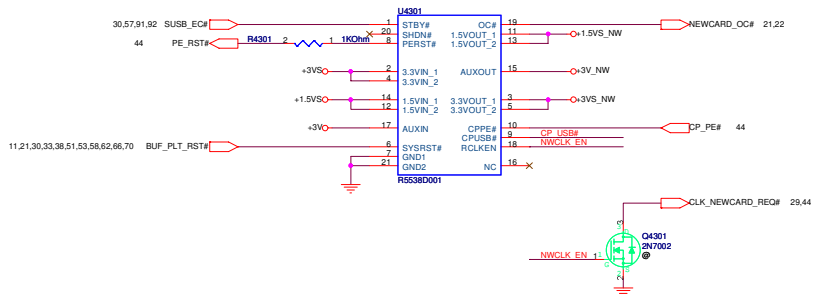 U4301
30,57,91,92 SUSB_EC# 1 STBY# OC# 19 NEWCARD_OC# 21,22
20 SHDN# 1.5VOUT_1 11 +1.5VS_NW
44 PE_RST# R4301 2 1 1KOhm 8 PERST# 1.5VOUT_2 13
+3VS 2 3.3VIN_1 AUXOUT 15 +3V_NW
4 3.3VIN_2
+1.5VS 14 1.5VIN_1 3.3VOUT_1 3 +3VS_NW
12 1.5VIN_2 3.3VOUT_2 5
+3V 17 AUXIN CPPE# 10 CP_PE# 44
CPUSB# 9 CP_USB#
11,21,30,33,38,51,53,58,62,66,70 BUF_PLT_RST# 6 SYSRST# RCLKEN 18 NWCLK_EN
7 GND1
21 GND2 NC 16
R5538D001
CLK_NEWCARD_REQ# 29,44
3
D
Q4301
2N7002
@
NWCLK_EN 1 1
G
S
2